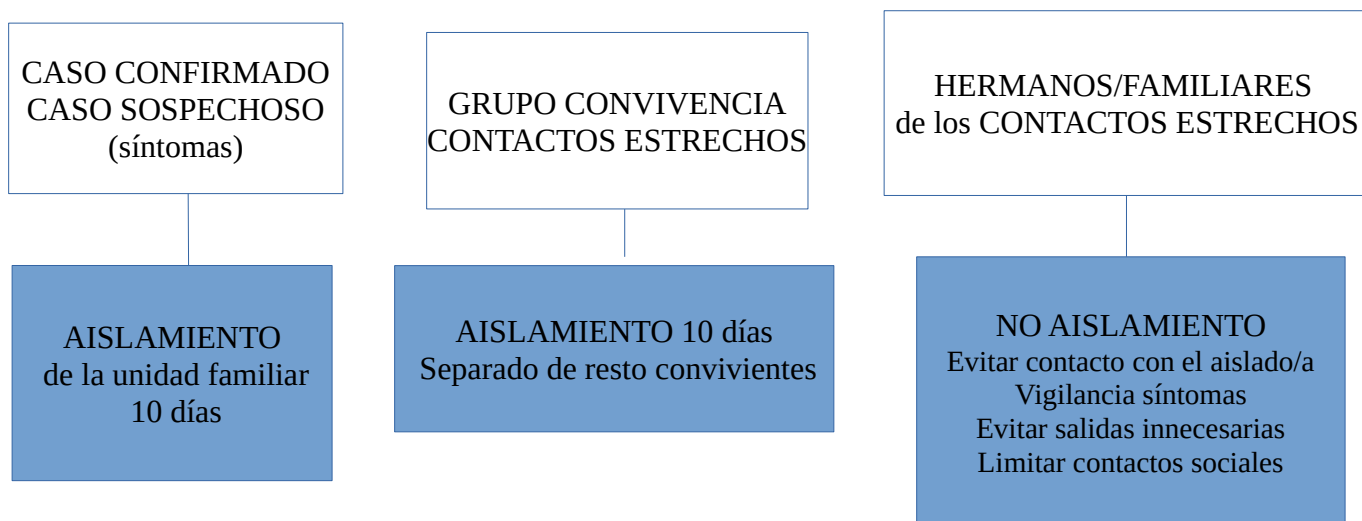 CASO CONFIRMADO
CASO SOSPECHOSO
(síntomas)
GRUPO CONVIVENCIA
CONTACTOS ESTRECHOS
HERMANOS/FAMILIARES
de los CONTACTOS ESTRECHOS
AISLAMIENTO
de la unidad familiar
10 días
AISLAMIENTO 10 días
Separado de resto convivientes
NO AISLAMIENTO
Evitar contacto con el aislado/a
Vigilancia síntomas
Evitar salidas innecesarias
Limitar contactos sociales